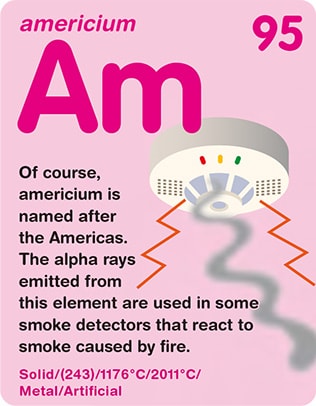 americium
95
Am
Of course,
americium is
named after
the Americas.
The alpha rays
emitted from
this element are used in some
smoke detectors that react to
smoke caused by fire.
Solid/(243)/1176°C/2011°C/
Metal/Artificial